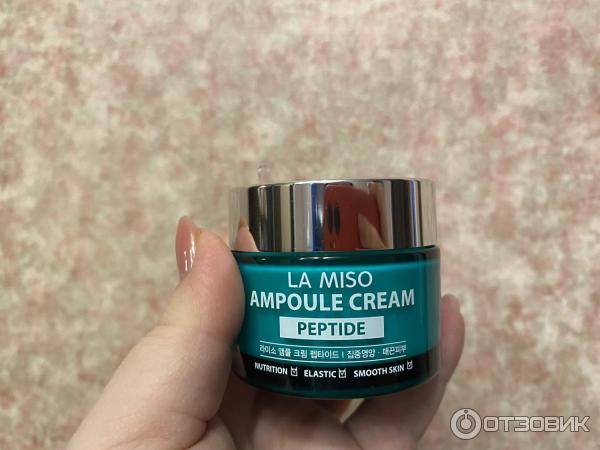 LA MISO
AMPOULE CREAM
PEPTIDE
라미소 앰플 크림 펩타이드 | 집중영양 · 매끈피부
NUTRITION ELASTIC SMOOTH SKIN
ОТЗОВИК